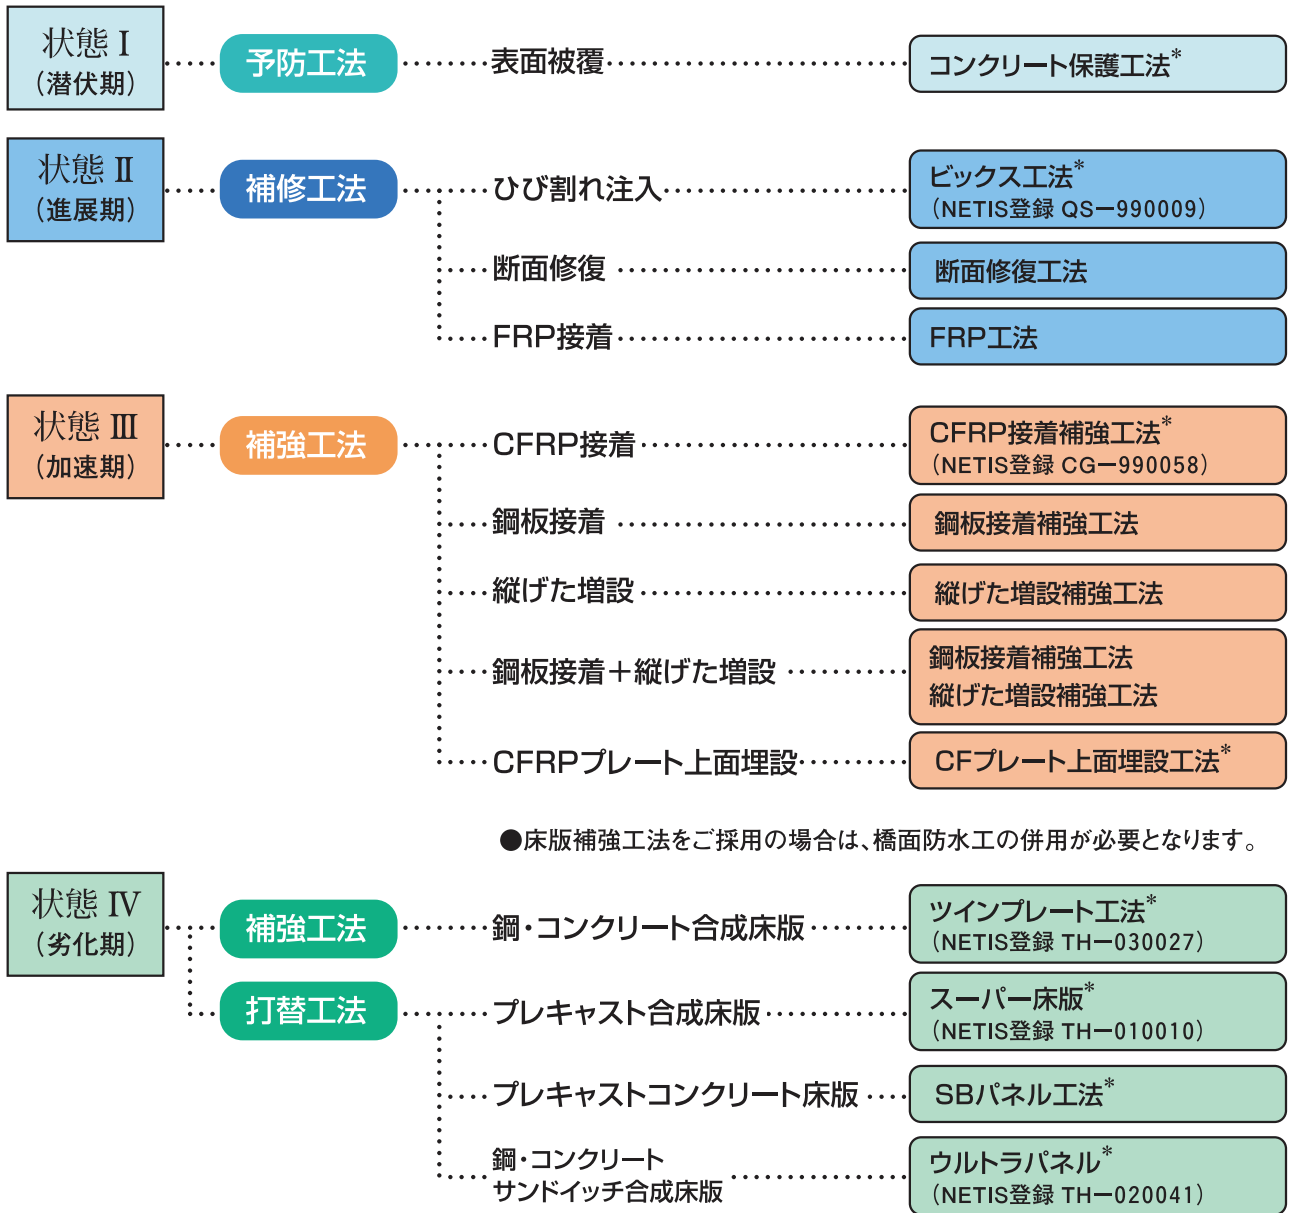 状態 Ⅰ
（潜伏期）
予防工法
表面被覆
コンクリート保護工法*
状態 Ⅱ
（進展期）
補修工法
ひび割れ注入
ビックス工法*
（NETIS登録 QS－990009）
断面修復
断面修復工法
FRP接着
FRP工法
状態 Ⅲ
（加速期）
補強工法
CFRP接着
CFRP接着補強工法*
（NETIS登録 CG－990058）
鋼板接着
鋼板接着補強工法
縦げた増設
縦げた増設補強工法
鋼板接着＋縦げた増設
鋼板接着補強工法
縦げた増設補強工法
CFRPプレート上面埋設
CFプレート上面埋設工法*
●床版補強工法をご採用の場合は、橋面防水工の併用が必要となります。
状態 Ⅳ
（劣化期）
補強工法
鋼・コンクリート合成床版
ツインプレート工法*
（NETIS登録 TH－030027）
打替工法
プレキャスト合成床版
スーパー床版*
（NETIS登録 TH－010010）
プレキャストコンクリート床版
SBパネル工法*
鋼・コンクリート
サンドイッチ合成床版
ウルトラパネル*
（NETIS登録 TH－020041）